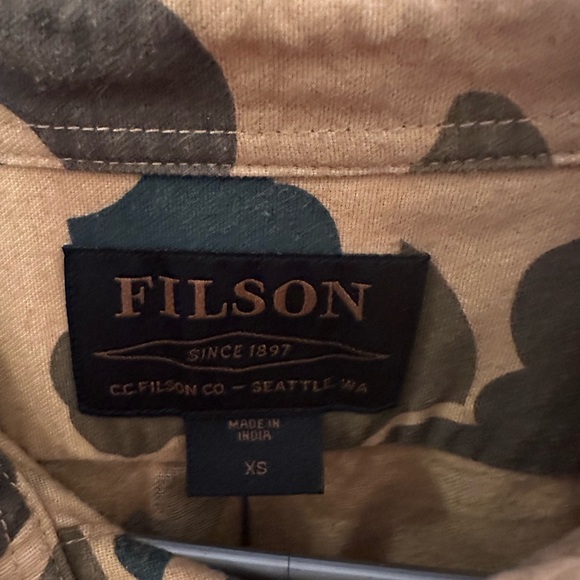 FILSON
SINCE 1897
C.C. FILSON CO. – SEATTLE, WA
MADE IN
INDIA
XS